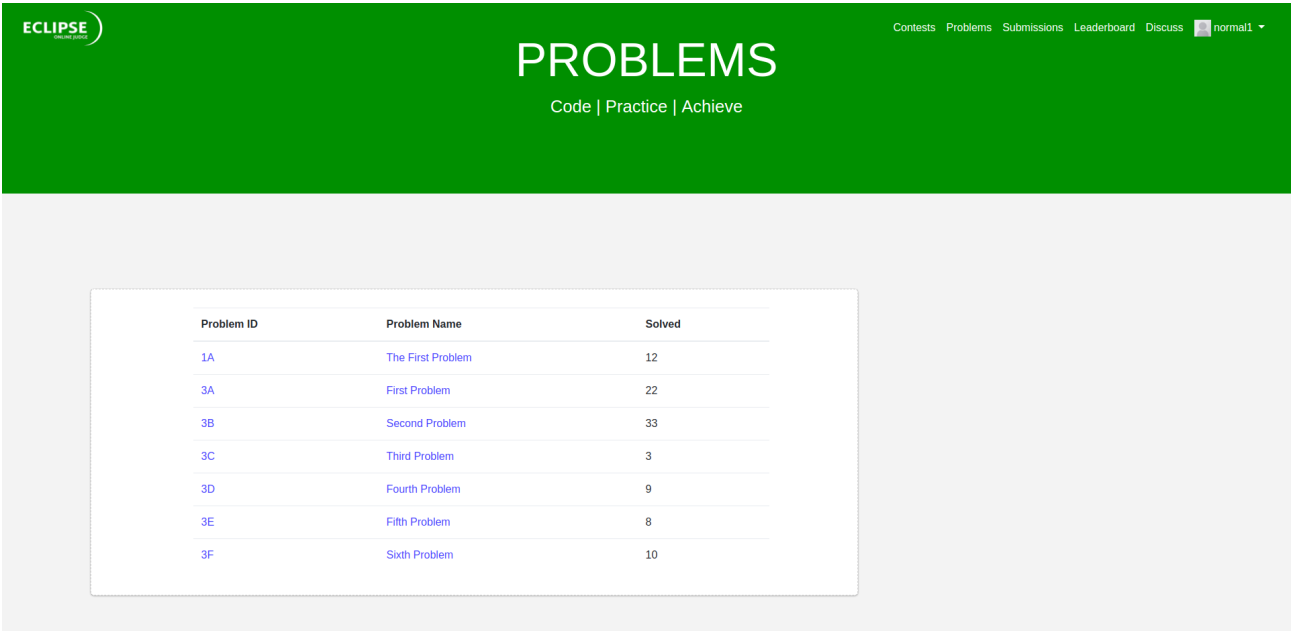 ECLIPSE
ONLINE JUDGE
Contests Problems Submissions Leaderboard Discuss normal1
PROBLEMS
Code | Practice | Achieve
Problem ID Problem Name Solved
1A The First Problem 12
3A First Problem 22
3B Second Problem 33
3C Third Problem 3
3D Fourth Problem 9
3E Fifth Problem 8
3F Sixth Problem 10